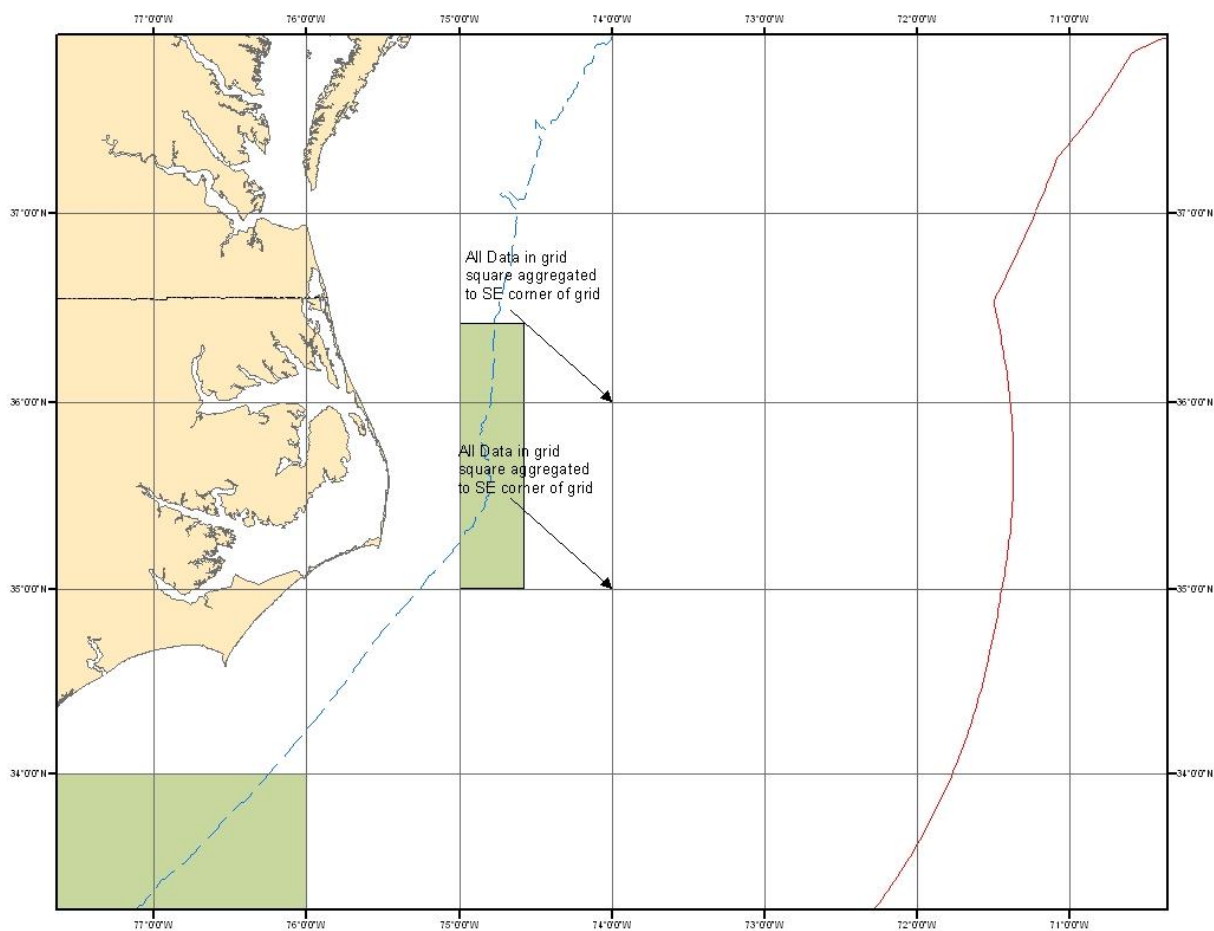 77°0'0"W 76°0'0"W 75°0'0"W 74°0'0"W 73°0'0"W 72°0'0"W 71°0'0"W
37°0'0"N 37°0'0"N
All Data in grid
square aggregated
to SE corner of grid
36°0'0"N 36°0'0"N
All Data in grid
square aggregated
to SE corner of grid
35°0'0"N 35°0'0"N
34°0'0"N 34°0'0"N
77°0'0"W 76°0'0"W 75°0'0"W 74°0'0"W 73°0'0"W 72°0'0"W 71°0'0"W